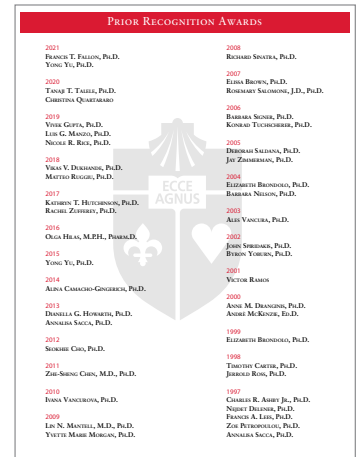 Prior Recognition Awards
2021
Francis T. Fallon, Ph.D.
Yong Yu, Ph.D.
2020
Tanaji T. Talele, Ph.D.
Christina Quartararo
2019
Vivek Gupta, Ph.D.
Luis G. Manzo, Ph.D.
Nicole R. Rice, Ph.D.
2018
Vikas V. Dukhande, Ph.D.
Matteo Ruggiu, Ph.D.
2017
Kathryn T. Hutchinson, Ph.D.
Rachel Zufferey, Ph.D.
2016
Olga Hilas, M.P.H., Pharm.D.
2015
Yong Yu, Ph.D.
2014
Alina Camacho-Gingerich, Ph.D.
2013
Dianella G. Howarth, Ph.D.
Annalisa Sacca, Ph.D.
2012
Seokhee Cho, Ph.D.
2011
Zhe-Sheng Chen, M.D., Ph.D.
2010
Ivana Vancurova, Ph.D.
2009
Lin N. Mantell, M.D., Ph.D.
Yvette Marie Morgan, Ph.D.
2008
Richard Sinatra, Ph.D.
2007
Elissa Brown, Ph.D.
Rosemary Salomone, J.D., Ph.D.
2006
Barbara Signer, Ph.D.
Konrad Tuchscherer, Ph.D.
2005
Deborah Saldana, Ph.D.
Jay Zimmerman, Ph.D.
2004
Elizabeth Brondolo, Ph.D.
Barbara Nelson, Ph.D.
2003
Ales Vancura, Ph.D.
2002
John Spiridakis, Ph.D.
Byron Yoburn, Ph.D.
2001
Victor Ramos
2000
Anne M. Dranginis, Ph.D.
Andre McKenzie, Ed.D.
1999
Elizabeth Brondolo, Ph.D.
1998
Timothy Carter, Ph.D.
Jerrold Ross, Ph.D.
1997
Charles R. Ashby Jr., Ph.D.
Nejdet Delener, Ph.D.
Francis A. Lees, Ph.D.
Zoe Petropoulou, Ph.D.
Annalisa Sacca, Ph.D.
ECCE
AGNUS